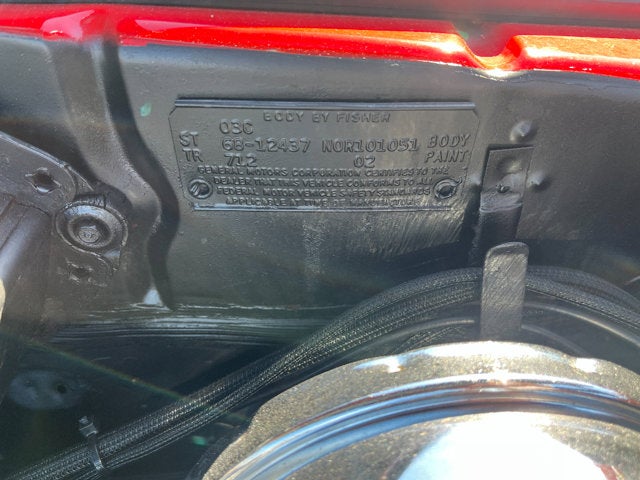 BODY BY FISHER
03C
ST 68-12437 NOR101051 BODY
TR 712 02 PAINT
GENERAL MOTORS CORPORATION CERTIFIES TO THE
DEALER THAT THIS VEHICLE CONFORMS TO ALL
FEDERAL MOTOR VEHICLE SAFETY STANDARDS
APPLICABLE AT TIME OF MANUFACTURE